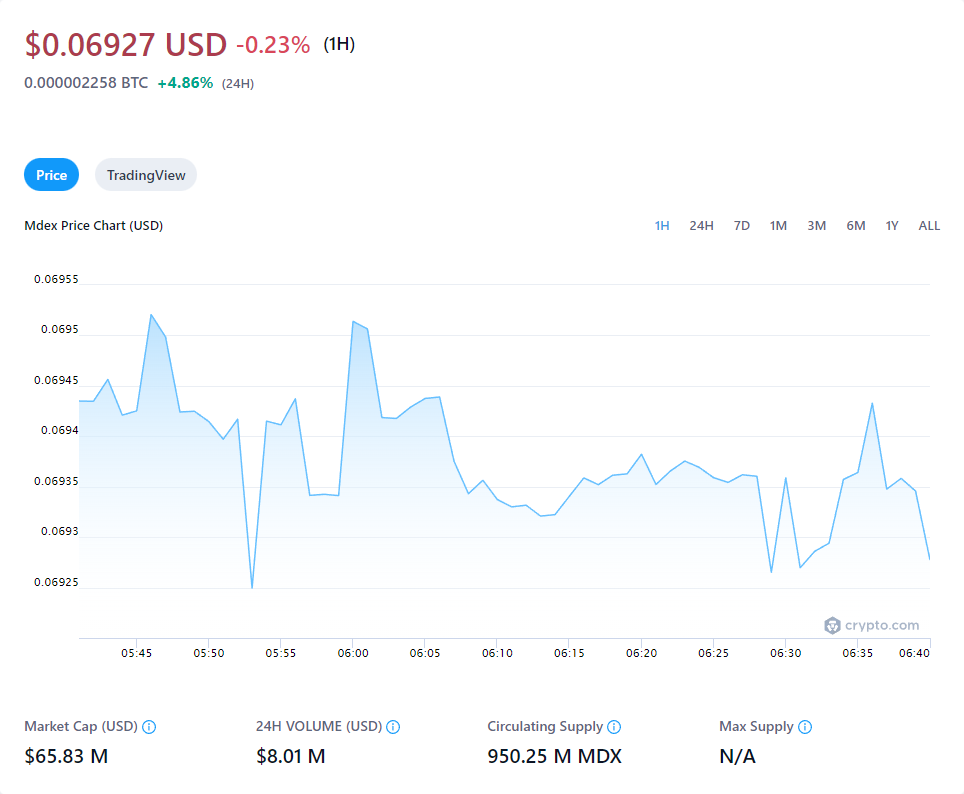 $0.06927 USD -0.23% (1H)
0.000002258 BTC +4.86% (24H)
Price TradingView
Mdex Price Chart (USD) 1H 24H 7D 1M 3M 6M 1Y ALL
0.06955
0.0695
0.06945
0.0694
0.06935
0.0693
0.06925
crypto.com
05:45 05:50 05:55 06:00 06:05 06:10 06:15 06:20 06:25 06:30 06:35 06:40
Market Cap (USD) 24H VOLUME (USD) Circulating Supply Max Supply
$65.83 M $8.01 M 950.25 M MDX N/A